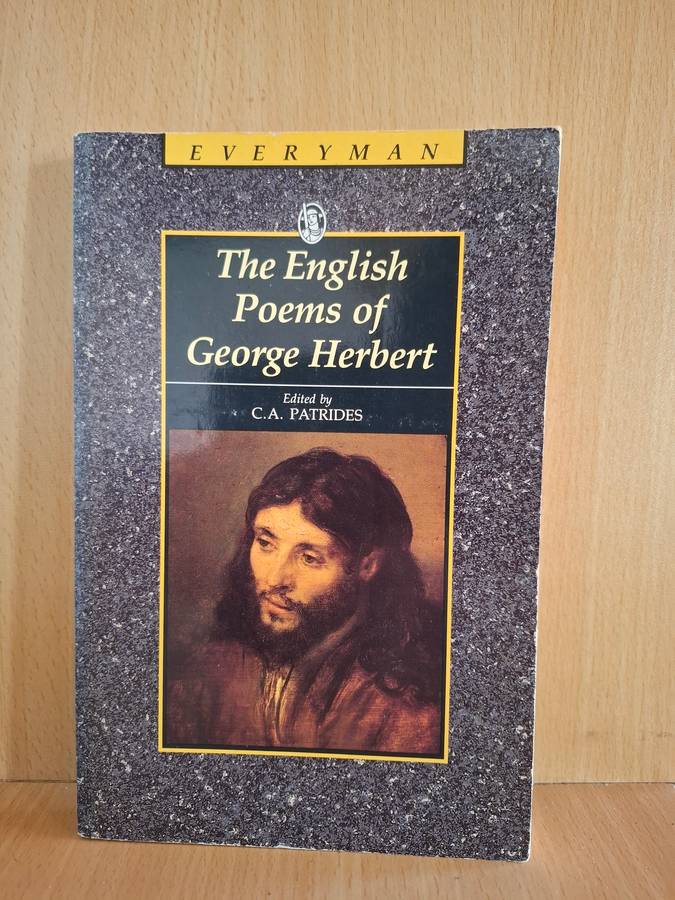 EVERYMAN
The English
Poems of
George Herbert
Edited by
C.A. PATRIDES